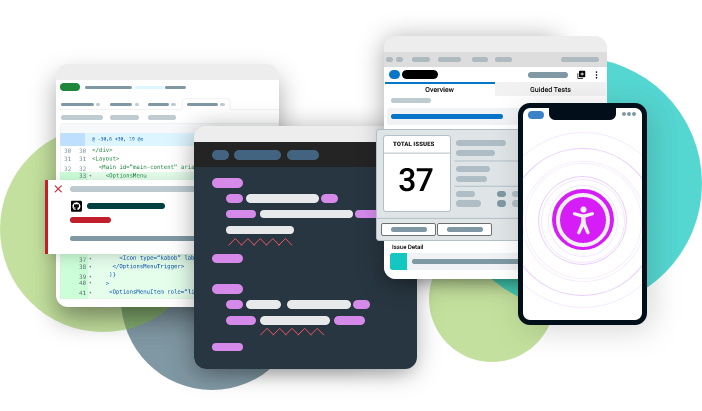 @ -30,6 +30, 19 @@
30 30 </div>
31 31 <Layout>
32 32 <Main id="main-content" aria
33 <OptionsMenu
37 <Icon type="kabob" lab
38 </OptionsMenuTrigger>
39 )}
40 >
41 <OptionsMenuItem role="li
Overview
Guided Tests
TOTAL ISSUES
37
Issue Detail